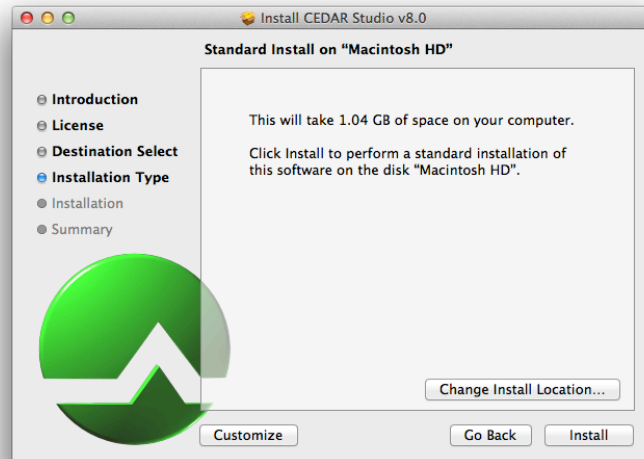 Install CEDAR Studio v8.0
Standard Install on “Macintosh HD”
Introduction
License
Destination Select
Installation Type
Installation
Summary
This will take 1.04 GB of space on your computer.
Click Install to perform a standard installation of
this software on the disk “Macintosh HD”.
Change Install Location...
Customize
Go Back
Install